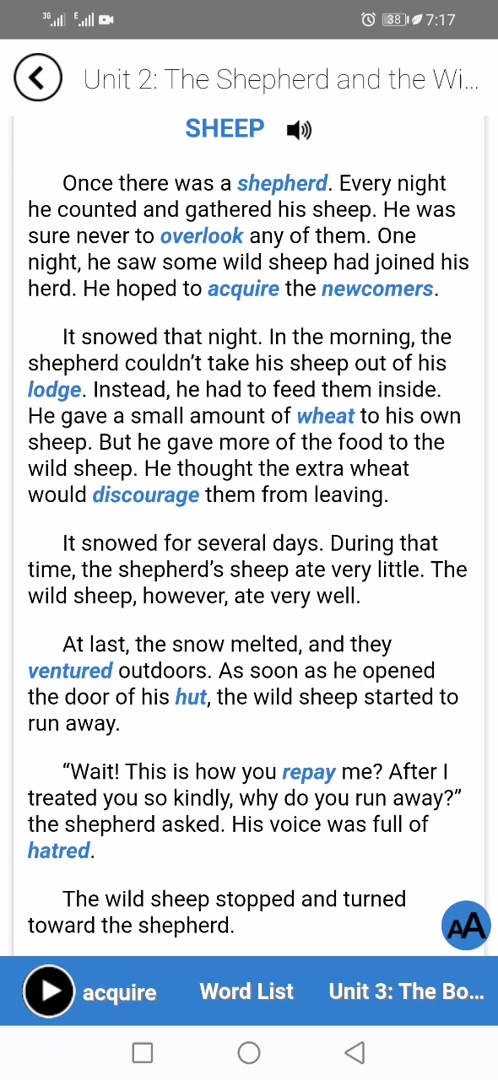 3G E 38 7:17
Unit 2: The Shepherd and the Wi...
SHEEP
Once there was a shepherd. Every night
he counted and gathered his sheep. He was
sure never to overlook any of them. One
night, he saw some wild sheep had joined his
herd. He hoped to acquire the newcomers.
It snowed that night. In the morning, the
shepherd couldn't take his sheep out of his
lodge. Instead, he had to feed them inside.
He gave a small amount of wheat to his own
sheep. But he gave more of the food to the
wild sheep. He thought the extra wheat
would discourage them from leaving.
It snowed for several days. During that
time, the shepherd's sheep ate very little. The
wild sheep, however, ate very well.
At last, the snow melted, and they
ventured outdoors. As soon as he opened
the door of his hut, the wild sheep started to
run away.
“Wait! This is how you repay me? After I
treated you so kindly, why do you run away?”
the shepherd asked. His voice was full of
hatred.
The wild sheep stopped and turned
toward the shepherd.
AA
acquire Word List Unit 3: The Bo...